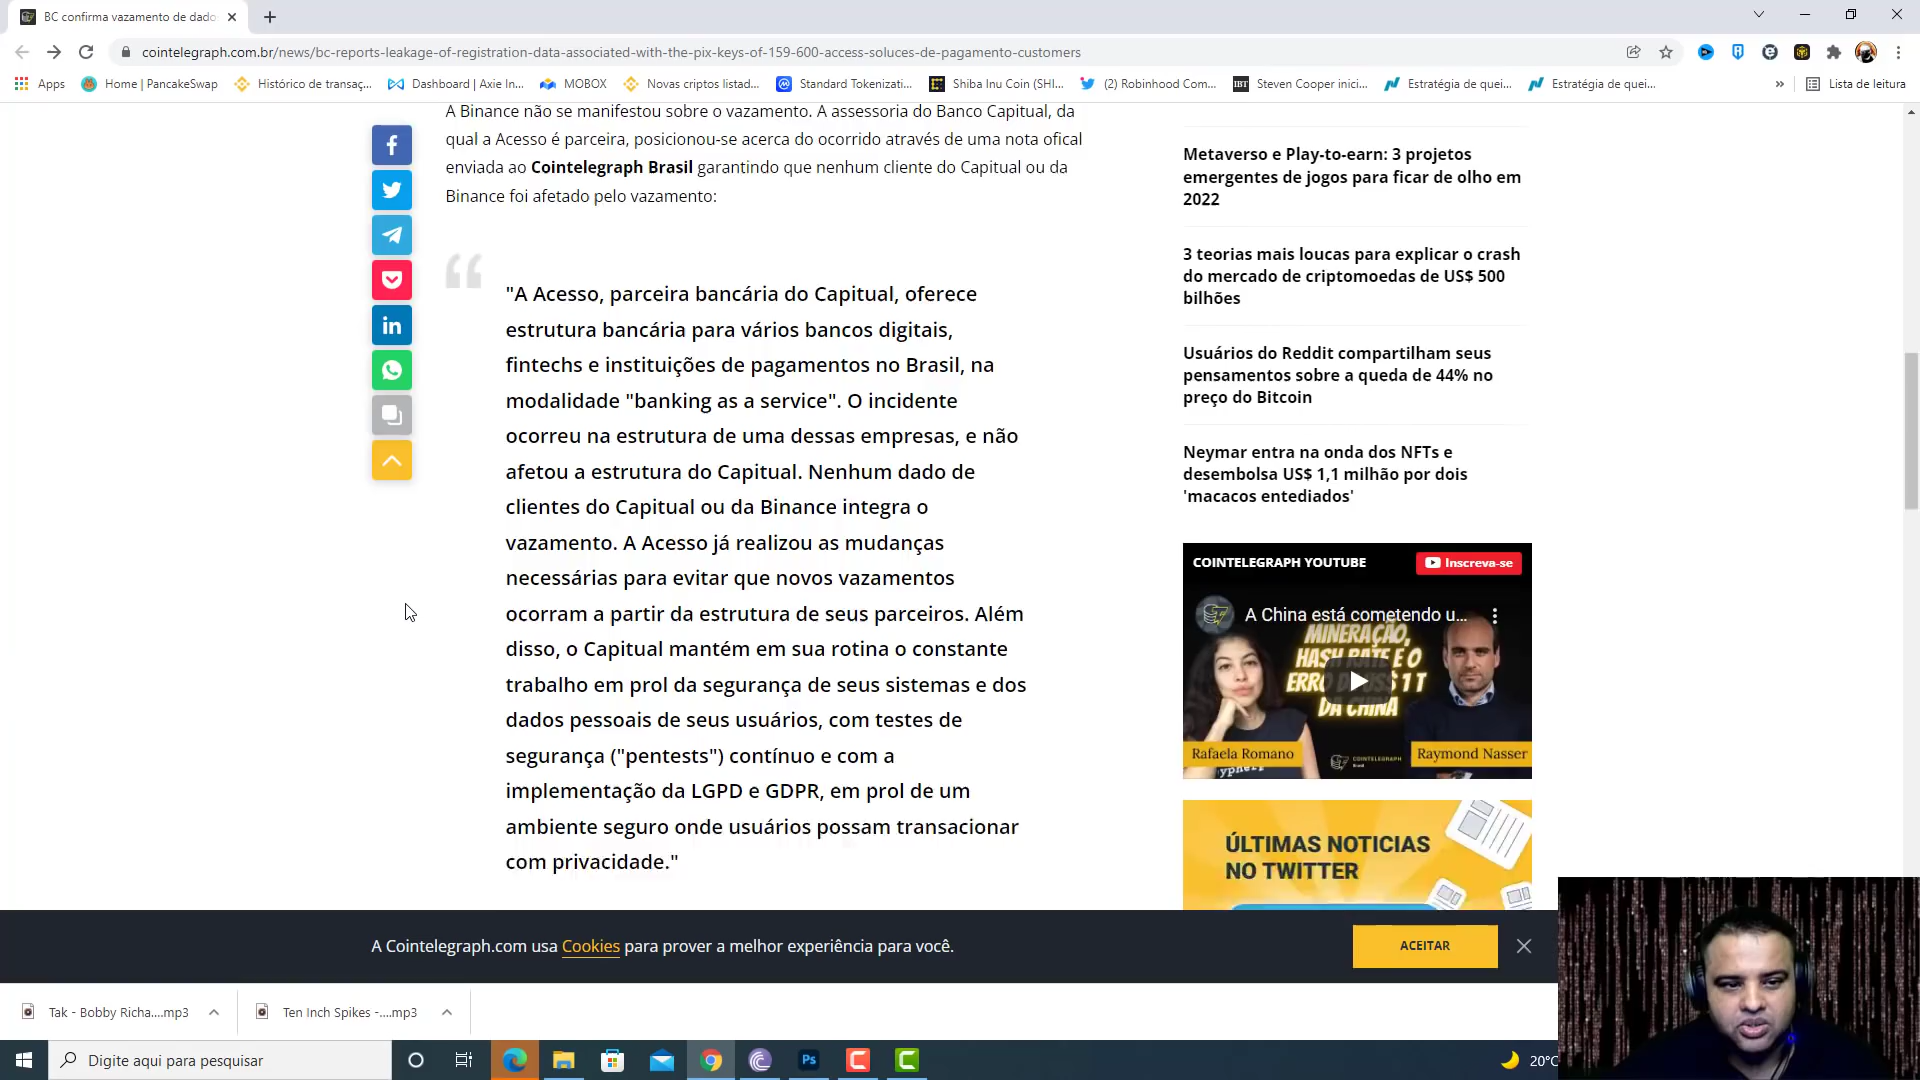 BC confirma vazamento de dado
cointelegraph.com.br/news/bc-reports-leakage-of-registration-data-associated-with-the-pix-keys-of-159-600-access-soluces-de-pagamento-customers
Apps
Home | PancakeSwap
Histórico de transaç...
Dashboard | Axie In...
MOBOX
Novas criptos listad...
Standard Tokenizati...
Shiba Inu Coin (SHI...
(2) Robinhood Com...
IBT
Steven Cooper inici...
Estratégia de quei...
Estratégia de quei...
»
Lista de leitura
A Binance não se manifestou sobre o vazamento. A assessoria do Banco Capitual, da
qual a Acesso é parceira, posicionou-se acerca do ocorrido através de uma nota ofical
enviada ao Cointelegraph Brasil garantindo que nenhum cliente do Capitual ou da
Binance foi afetado pelo vazamento:
"A Acesso, parceira bancária do Capitual, oferece
estrutura bancária para vários bancos digitais,
fintechs e instituições de pagamentos no Brasil, na
modalidade "banking as a service". O incidente
ocorreu na estrutura de uma dessas empresas, e não
afetou a estrutura do Capitual. Nenhum dado de
clientes do Capitual ou da Binance integra o
vazamento. A Acesso já realizou as mudanças
necessárias para evitar que novos vazamentos
ocorram a partir da estrutura de seus parceiros. Além
disso, o Capitual mantém em sua rotina o constante
trabalho em prol da segurança de seus sistemas e dos
dados pessoais de seus usuários, com testes de
segurança ("pentests") contínuo e com a
implementação da LGPD e GDPR, em prol de um
ambiente seguro onde usuários possam transacionar
com privacidade."
Metaverso e Play-to-earn: 3 projetos
emergentes de jogos para ficar de olho em
2022
3 teorias mais loucas para explicar o crash
do mercado de criptomoedas de US$ 500
bilhões
Usuários do Reddit compartilham seus
pensamentos sobre a queda de 44% no
preço do Bitcoin
Neymar entra na onda dos NFTs e
desembolsa US$ 1,1 milhão por dois
'macacos entediados'
COINTELEGRAPH YOUTUBE
Inscreva-se
A China está cometendo u...
MINERAÇÃO,
HASH RATE E O
ERRO DE US$ 1 T
DA CHINA
Rafaela Romano
COINTELEGRAPH
Raymond Nasser
ÚLTIMAS NOTICIAS
NO TWITTER
A Cointelegraph.com usa Cookies para prover a melhor experiência para você.
ACEITAR
Tak - Bobby Richa....mp3
Ten Inch Spikes -....mp3
Digite aqui para pesquisar
Ps
20°C